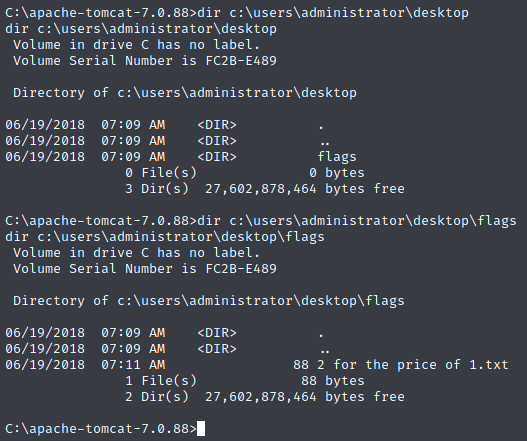 C:\apache-tomcat-7.0.88>dir c:\users\administrator\desktop
dir c:\users\administrator\desktop
 Volume in drive C has no label.
 Volume Serial Number is FC2B-E489

 Directory of c:\users\administrator\desktop

06/19/2018  07:09 AM    <DIR>          .
06/19/2018  07:09 AM    <DIR>          ..
06/19/2018  07:09 AM    <DIR>          flags
               0 File(s)              0 bytes
               3 Dir(s)  27,602,878,464 bytes free

C:\apache-tomcat-7.0.88>dir c:\users\administrator\desktop\flags
dir c:\users\administrator\desktop\flags
 Volume in drive C has no label.
 Volume Serial Number is FC2B-E489

 Directory of c:\users\administrator\desktop\flags

06/19/2018  07:09 AM    <DIR>          .
06/19/2018  07:09 AM    <DIR>          ..
06/19/2018  07:11 AM                88 2 for the price of 1.txt
               1 File(s)             88 bytes
               2 Dir(s)  27,602,878,464 bytes free

C:\apache-tomcat-7.0.88>